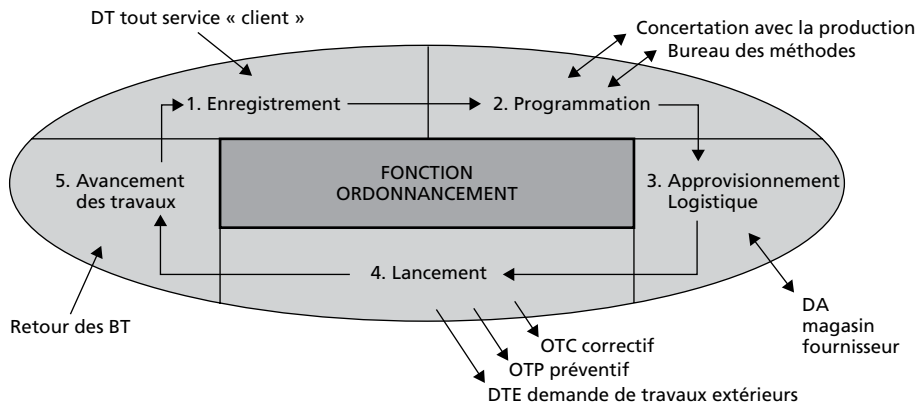 DT tout service « client »
Concertation avec la production
Bureau des méthodes
1. Enregistrement
2. Programmation
FONCTION
ORDONNANCEMENT
5. Avancement
des travaux
3. Approvisionnement
Logistique
4. Lancement
Retour des BT
DA
magasin
fournisseur
OTC correctif
OTP préventif
DTE demande de travaux extérieurs